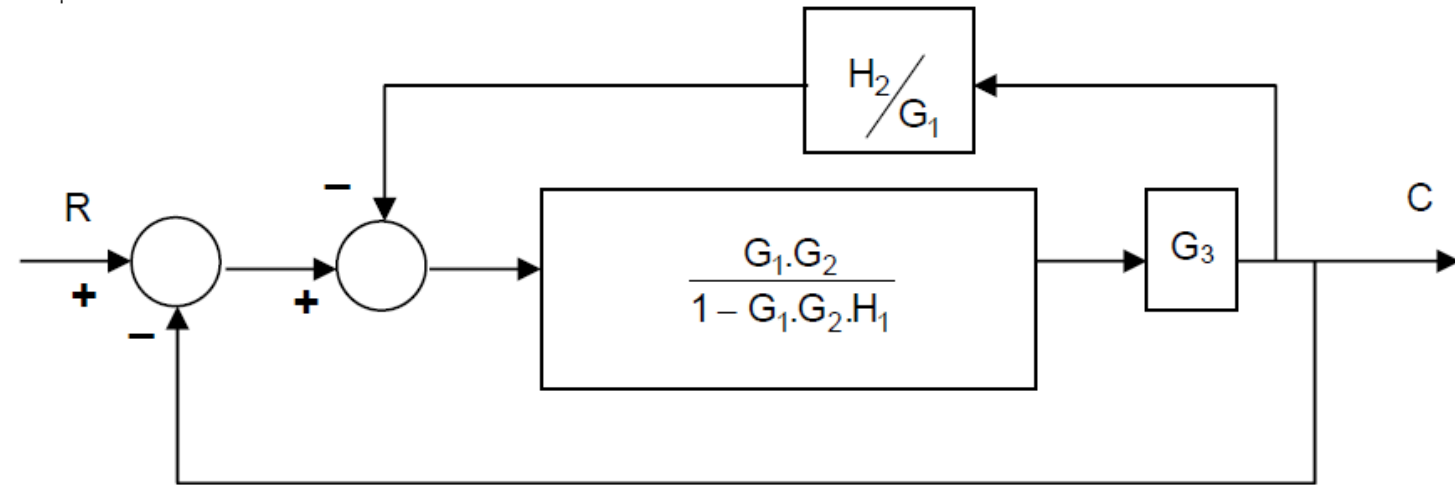 H₂/G₁
−
R
C
G₁.G₂
1 − G₁.G₂.H₁
G₃
+
+
−